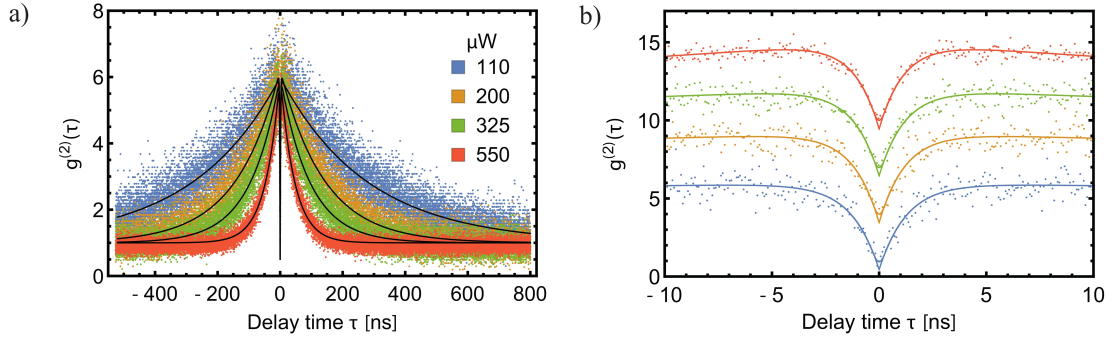 a)
g(2)(τ)
8
6
4
2
0
- 400 - 200 0 200 400 600 800
Delay time τ [ns]
μW
110
200
325
550
b)
g(2)(τ)
15
10
5
0
- 10 - 5 0 5 10
Delay time τ [ns]